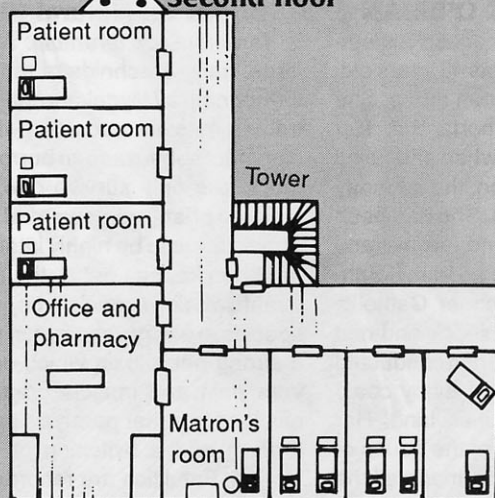 Second floor
Patient room
Patient room
Tower
Patient room
Office and
pharmacy
Matron's
room